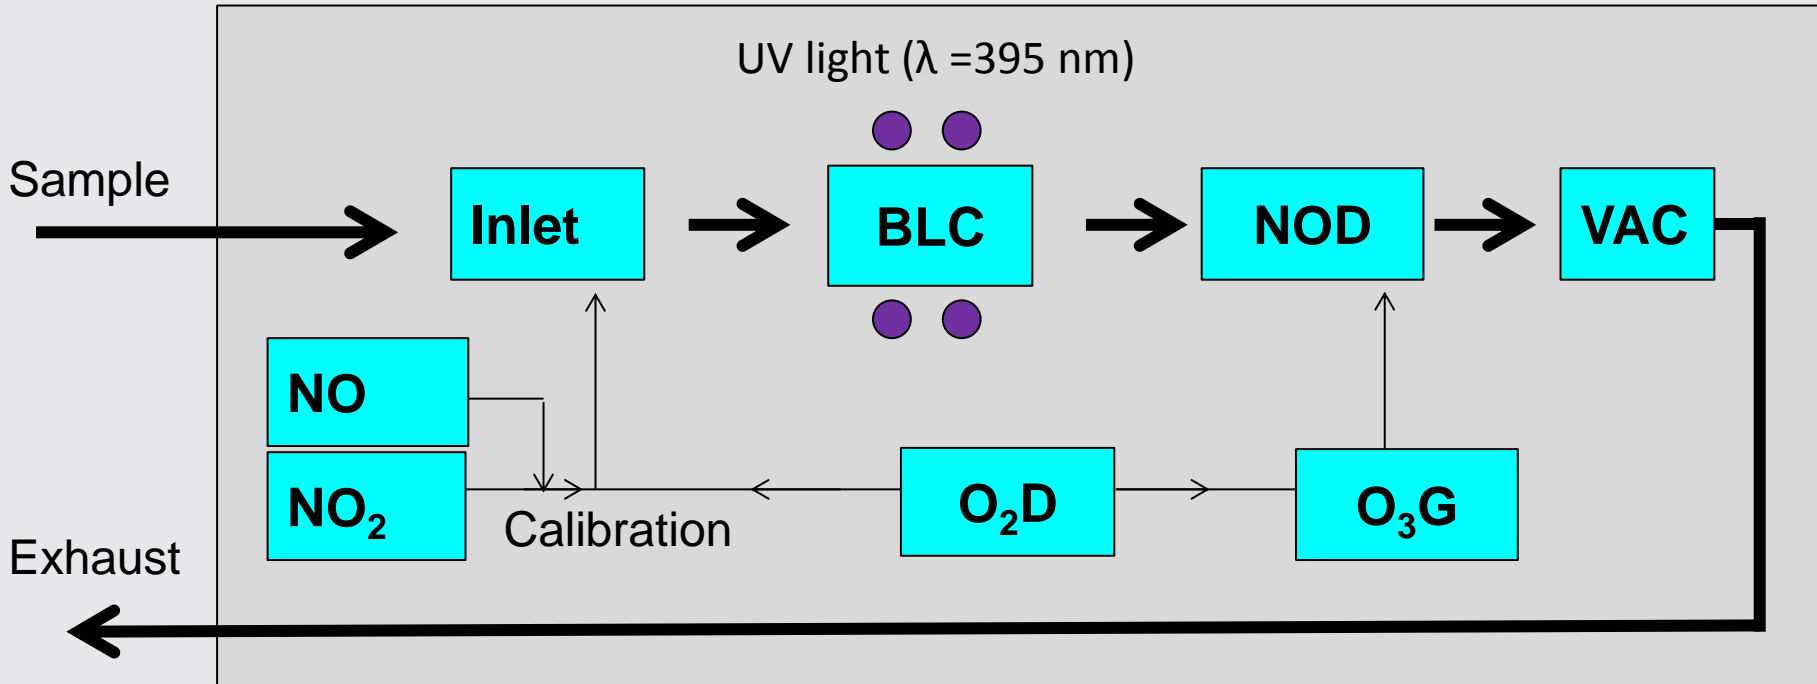 UV light (λ =395 nm)
Sample
Inlet
BLC
NOD
VAC
NO
NO₂
Calibration
O₂D
O₃G
Exhaust